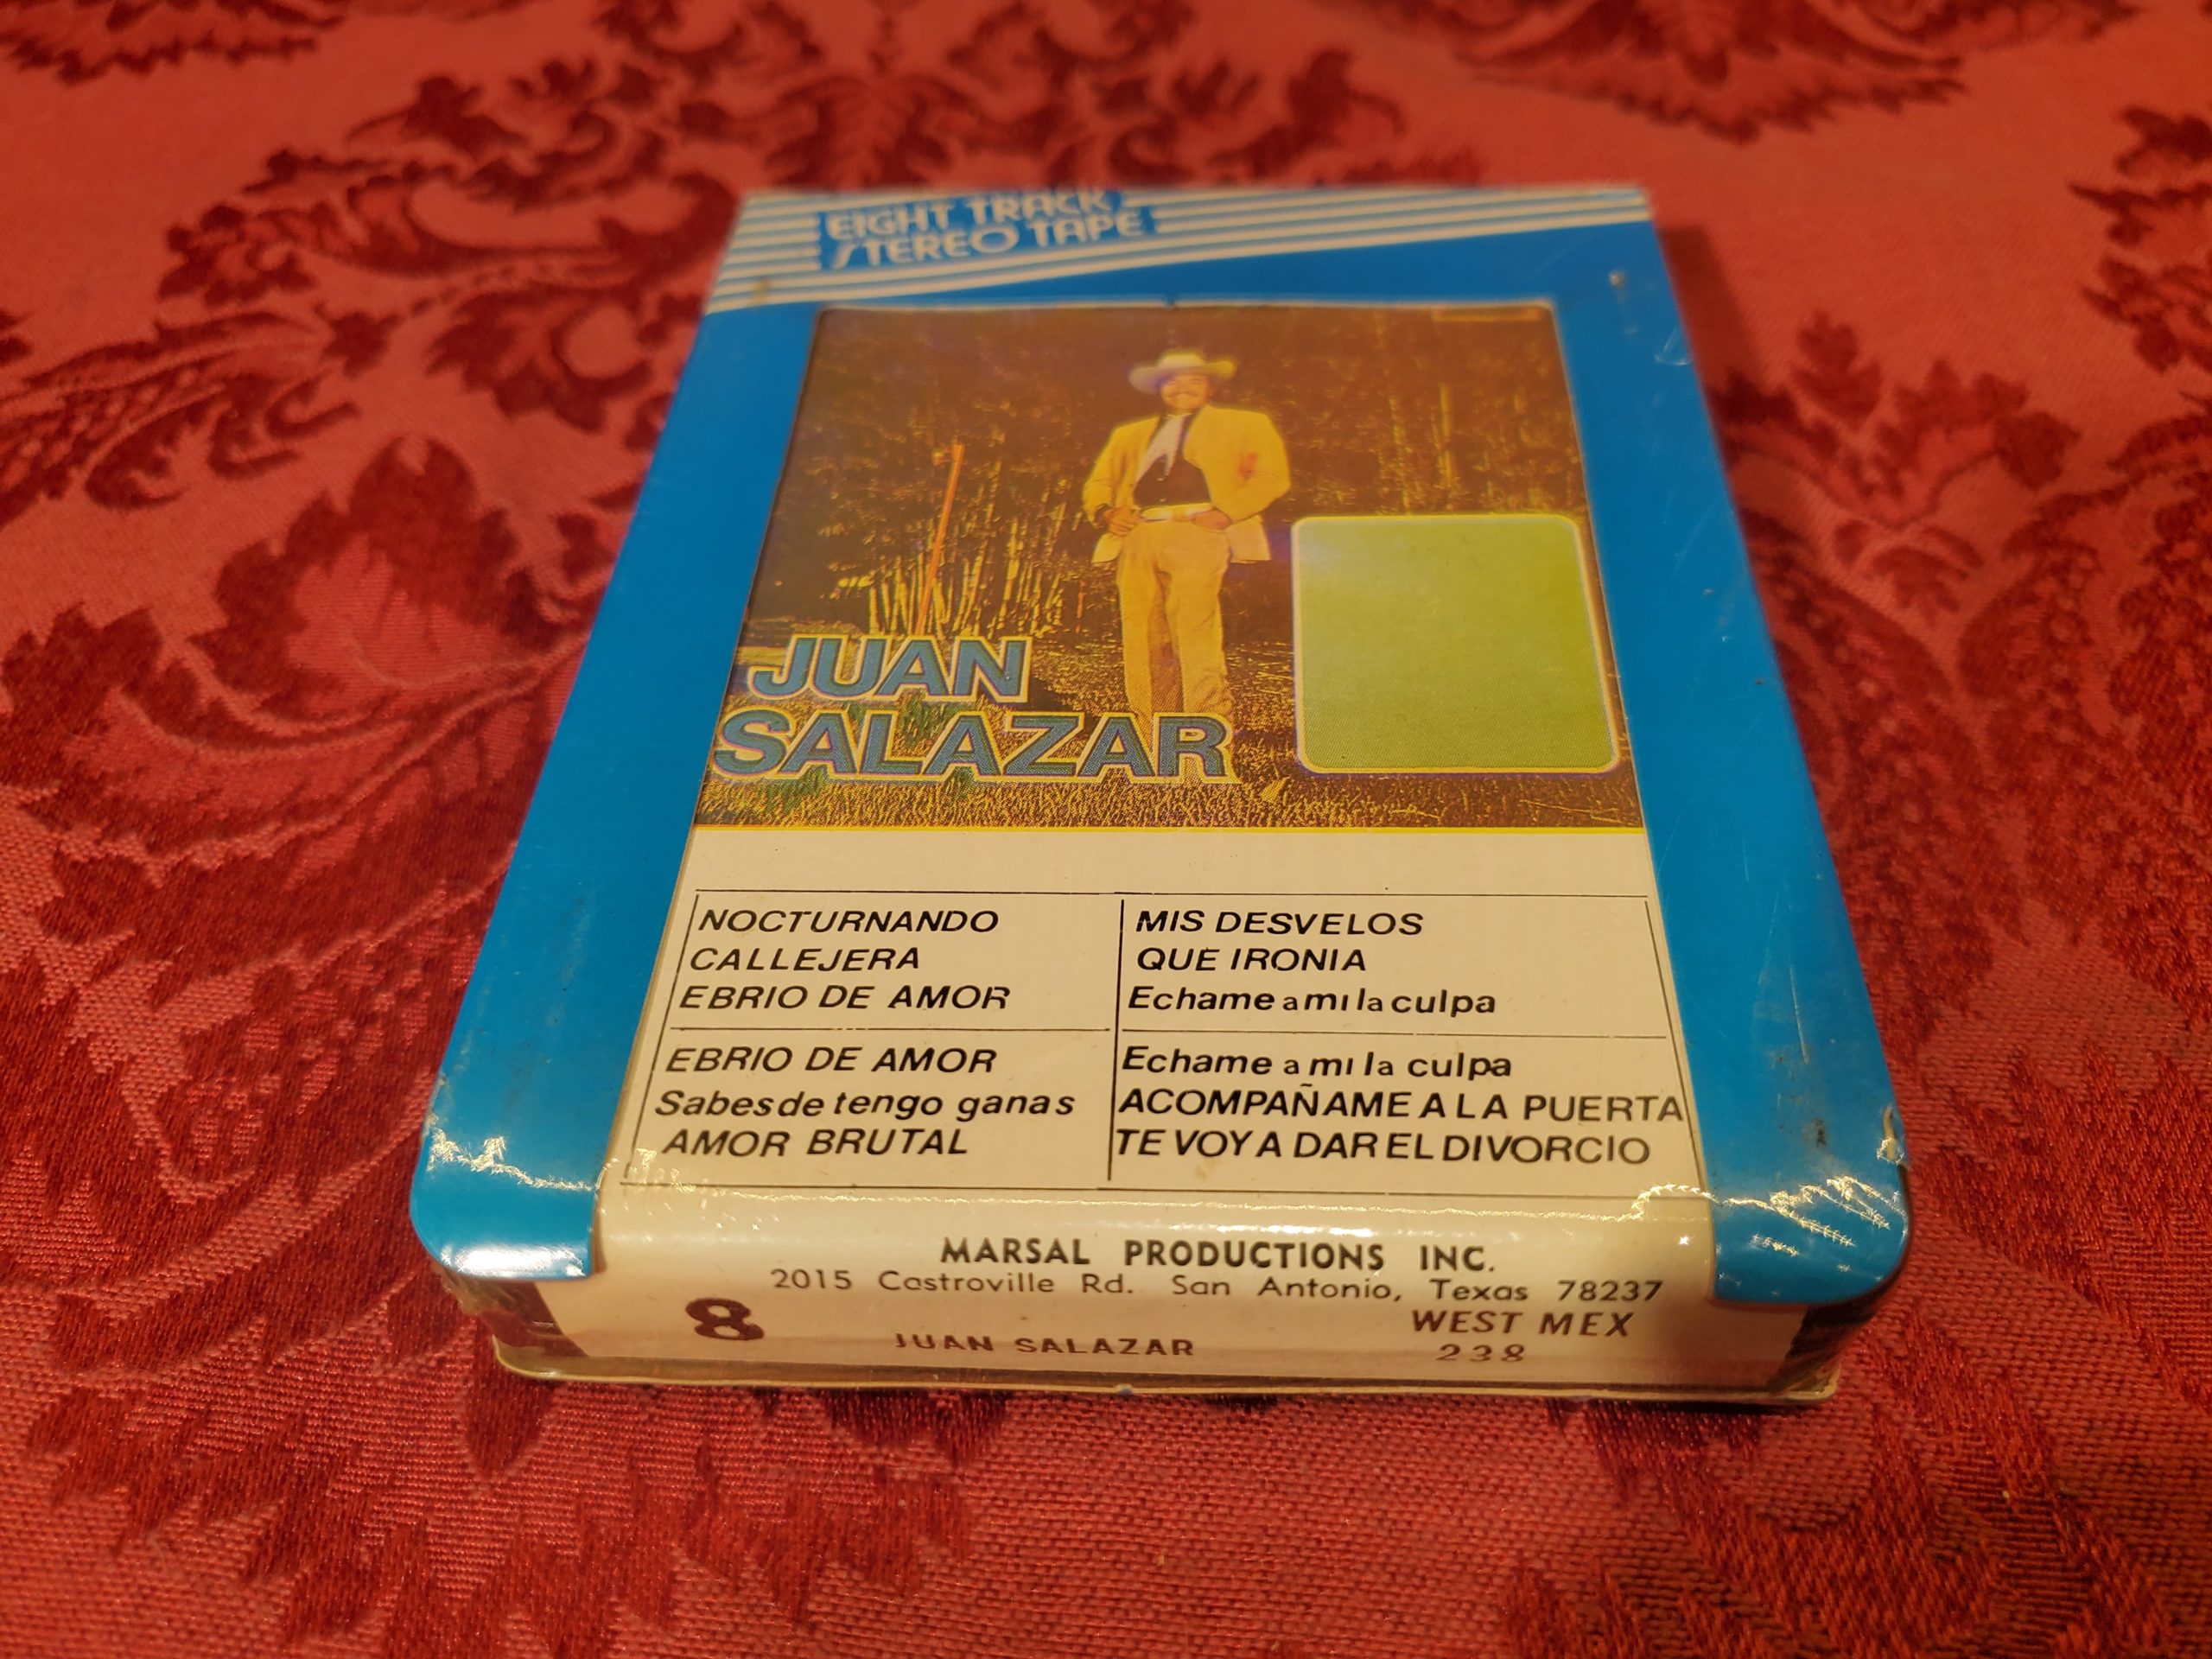 EIGHT TRACK
STEREO TAPE
JUAN
SALAZAR
NOCTURNANDO
CALLEJERA
EBRIO DE AMOR
MIS DESVELOS
QUE IRONIA
Echame a mi la culpa
EBRIO DE AMOR
Sabes de tengo ganas
AMOR BRUTAL
Echame a mi la culpa
ACOMPAÑAME A LA PUERTA
TE VOY A DAR EL DIVORCIO
MARSAL PRODUCTIONS INC.
2015 Castroville Rd. San Antonio, Texas 78237
8
JUAN SALAZAR
WEST MEX
238